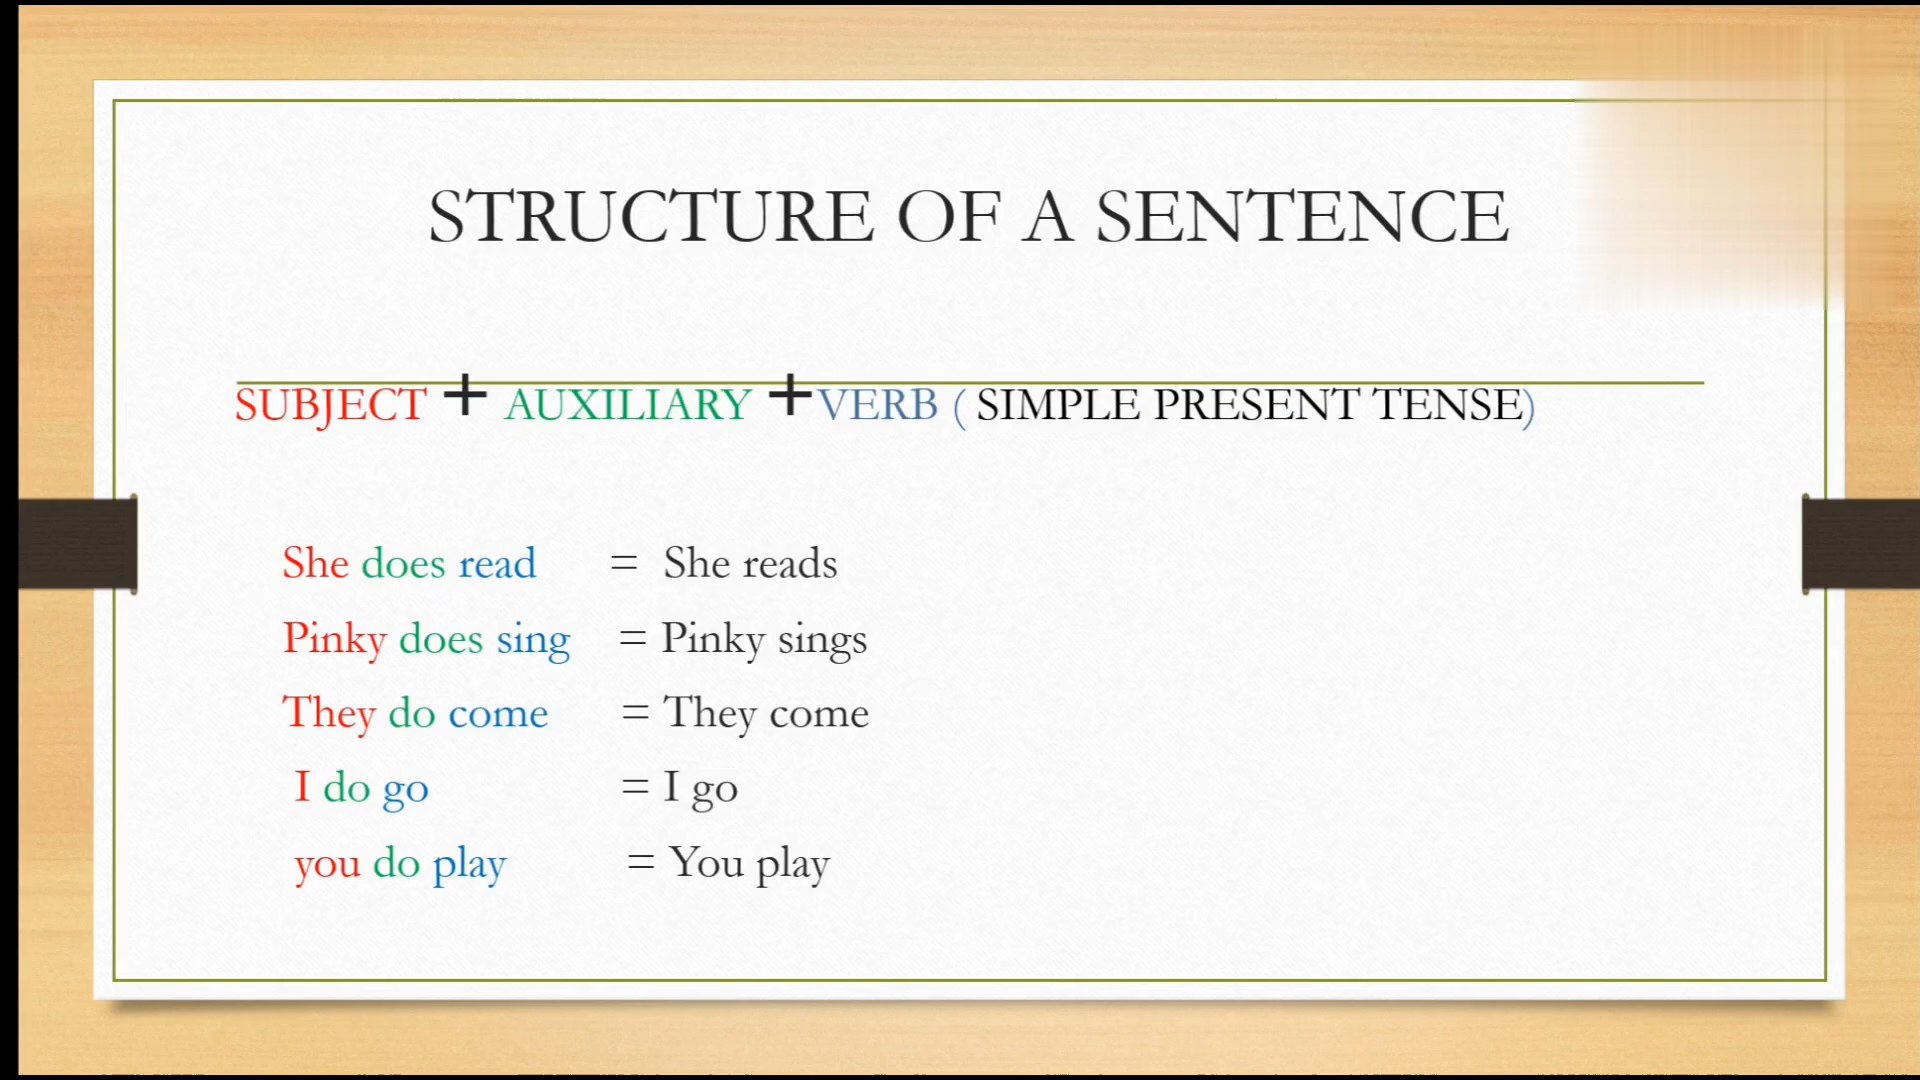 STRUCTURE OF A SENTENCE
SUBJECT + AUXILIARY + VERB ( SIMPLE PRESENT TENSE)
She does read = She reads
Pinky does sing = Pinky sings
They do come = They come
I do go = I go
you do play = You play